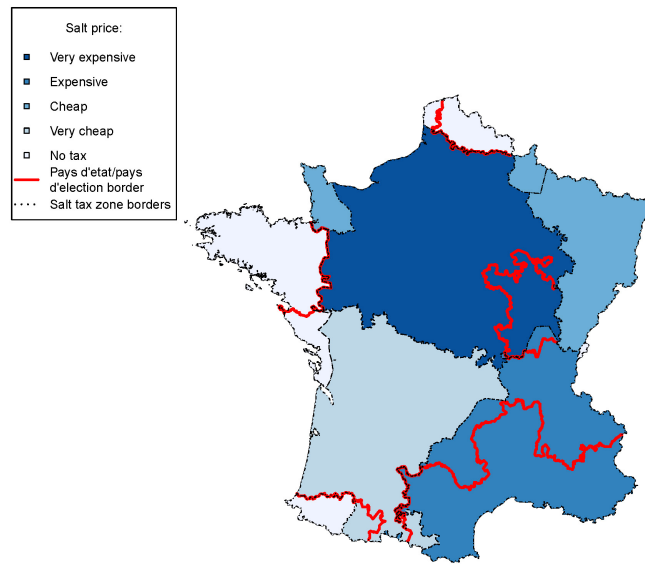 Salt price:
Very expensive
Expensive
Cheap
Very cheap
No tax
Pays d'etat/pays
d'election border
Salt tax zone borders